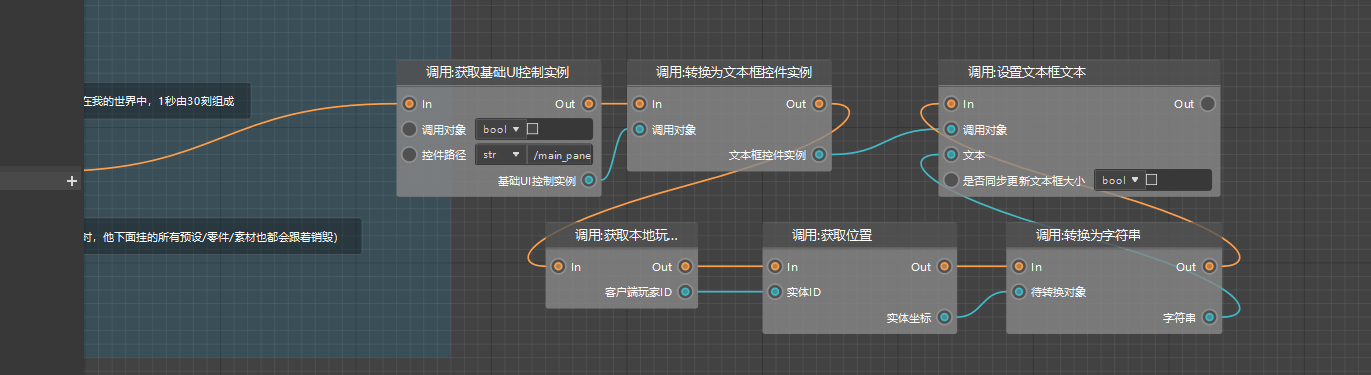 在我的世界中，1秒由30刻组成
+
时，他下面挂的所有预设/零件/素材也都会跟着销毁）
调用:获取基础UI控制实例
In
Out
调用对象
bool
控件路径
str
/main_pane
基础UI控制实例
调用:转换为文本框控件实例
In
Out
调用对象
文本框控件实例
调用:设置文本框文本
In
Out
调用对象
文本
是否同步更新文本框大小
bool
调用:获取本地玩...
In
Out
客户端玩家ID
调用:获取位置
In
Out
实体ID
实体坐标
调用:转换为字符串
In
Out
待转换对象
字符串